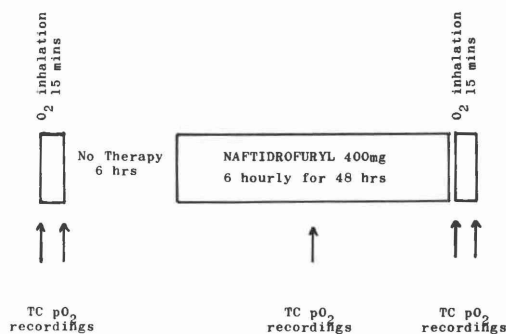 O2 inhalation
15 mins
No Therapy
6 hrs
NAFTIDROFURYL 400mg
6 hourly for 48 hrs
O2 inhalation
15 mins
TC pO2
recordings
TC pO2
recordings
TC pO2
recordings